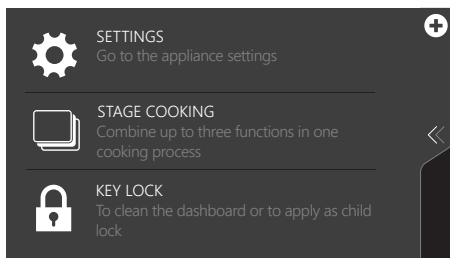 SETTINGS
Go to the appliance settings
STAGE COOKING
Combine up to three functions in one
cooking process
KEY LOCK
To clean the dashboard or to apply as child
lock